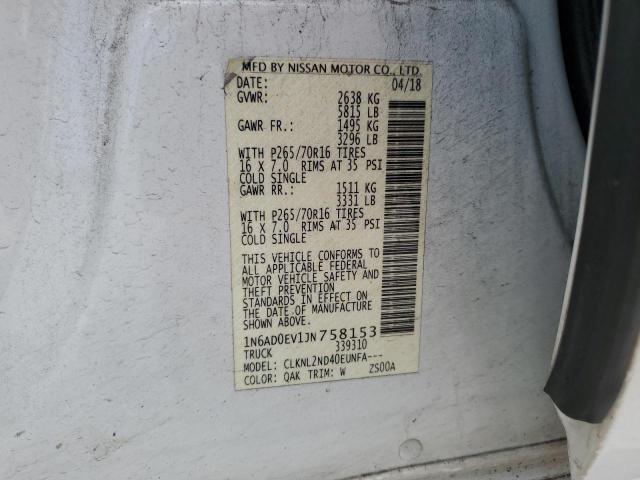 MFD BY NISSAN MOTOR CO., LTD.
DATE: 04/18
GVWR: 2638 KG
5815 LB
GAWR FR.: 1495 KG
3296 LB
WITH P265/70R16 TIRES
16 X 7.0 RIMS AT 35 PSI
COLD SINGLE
GAWR RR.: 1511 KG
3331 LB
WITH P265/70R16 TIRES
16 X 7.0 RIMS AT 35 PSI
COLD SINGLE
THIS VEHICLE CONFORMS TO
ALL APPLICABLE FEDERAL
MOTOR VEHICLE SAFETY AND
THEFT PREVENTION
STANDARDS IN EFFECT ON
THE DATE OF MANUFACTURE
SHOWN ABOVE.
1N6AD0EV1JN758153
TRUCK 339310
MODEL: CLKNL2ND40EUNFA---
COLOR: QAK TRIM: W ZS00A